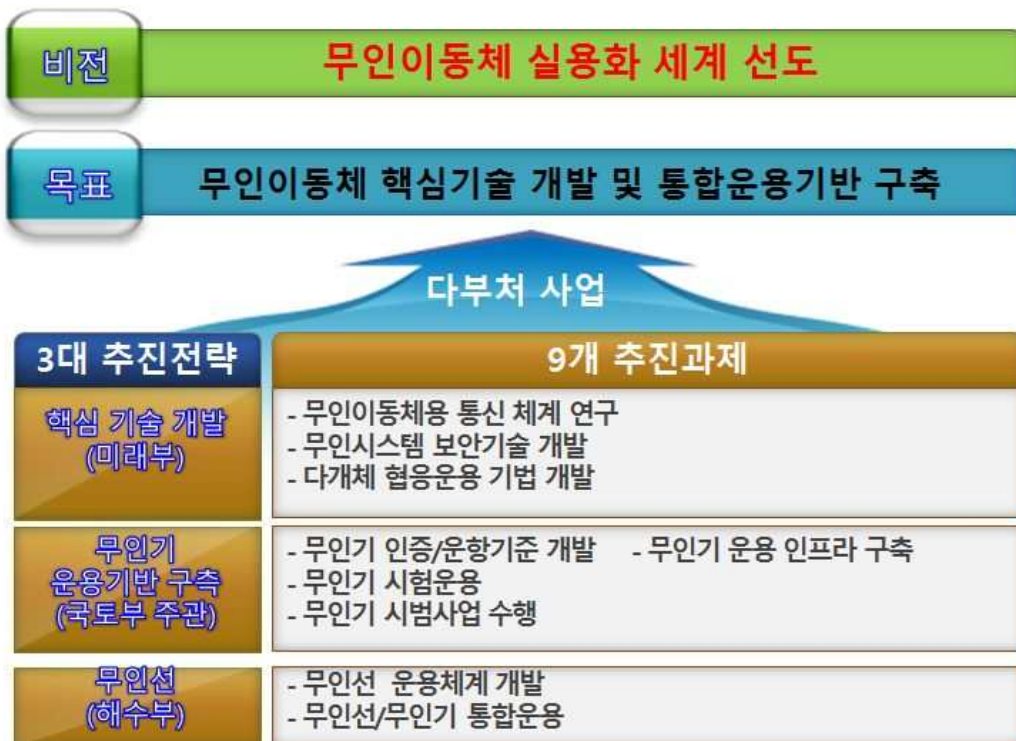 비전
무인이동체 실용화 세계 선도
목표
무인이동체 핵심기술 개발 및 통합운용기반 구축
다부처 사업
3대 추진전략
9개 추진과제
핵심 기술 개발
(미래부)
- 무인이동체용 통신 체계 연구
- 무인시스템 보안기술 개발
- 다개체 협응운용 기법 개발
무인기
운용기반 구축
(국토부 주관)
- 무인기 인증/운항기준 개발 - 무인기 운용 인프라 구축
- 무인기 시험운용
- 무인기 시범사업 수행
무인선
(해수부)
- 무인선 운용체계 개발
- 무인선/무인기 통합운용